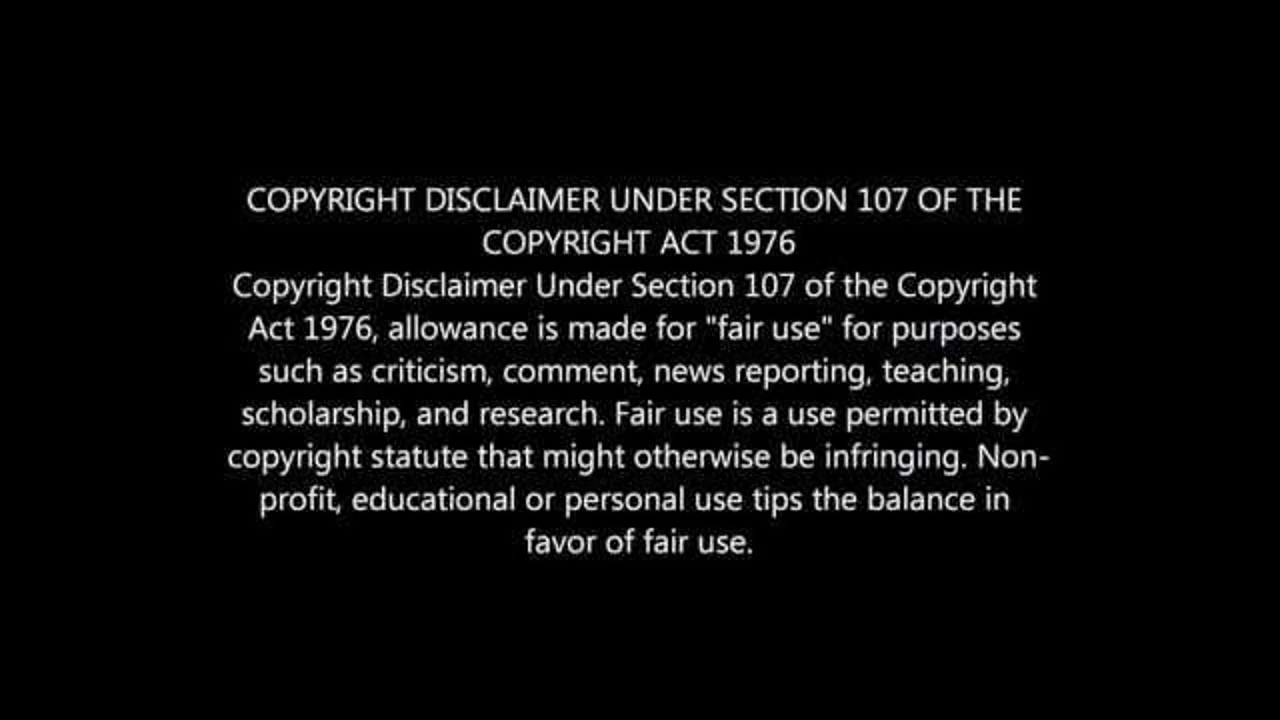 COPYRIGHT DISCLAIMER UNDER SECTION 107 OF THE
COPYRIGHT ACT 1976
Copyright Disclaimer Under Section 107 of the Copyright
Act 1976, allowance is made for "fair use" for purposes
such as criticism, comment, news reporting, teaching,
scholarship, and research. Fair use is a use permitted by
copyright statute that might otherwise be infringing. Non-
profit, educational or personal use tips the balance in
favor of fair use.